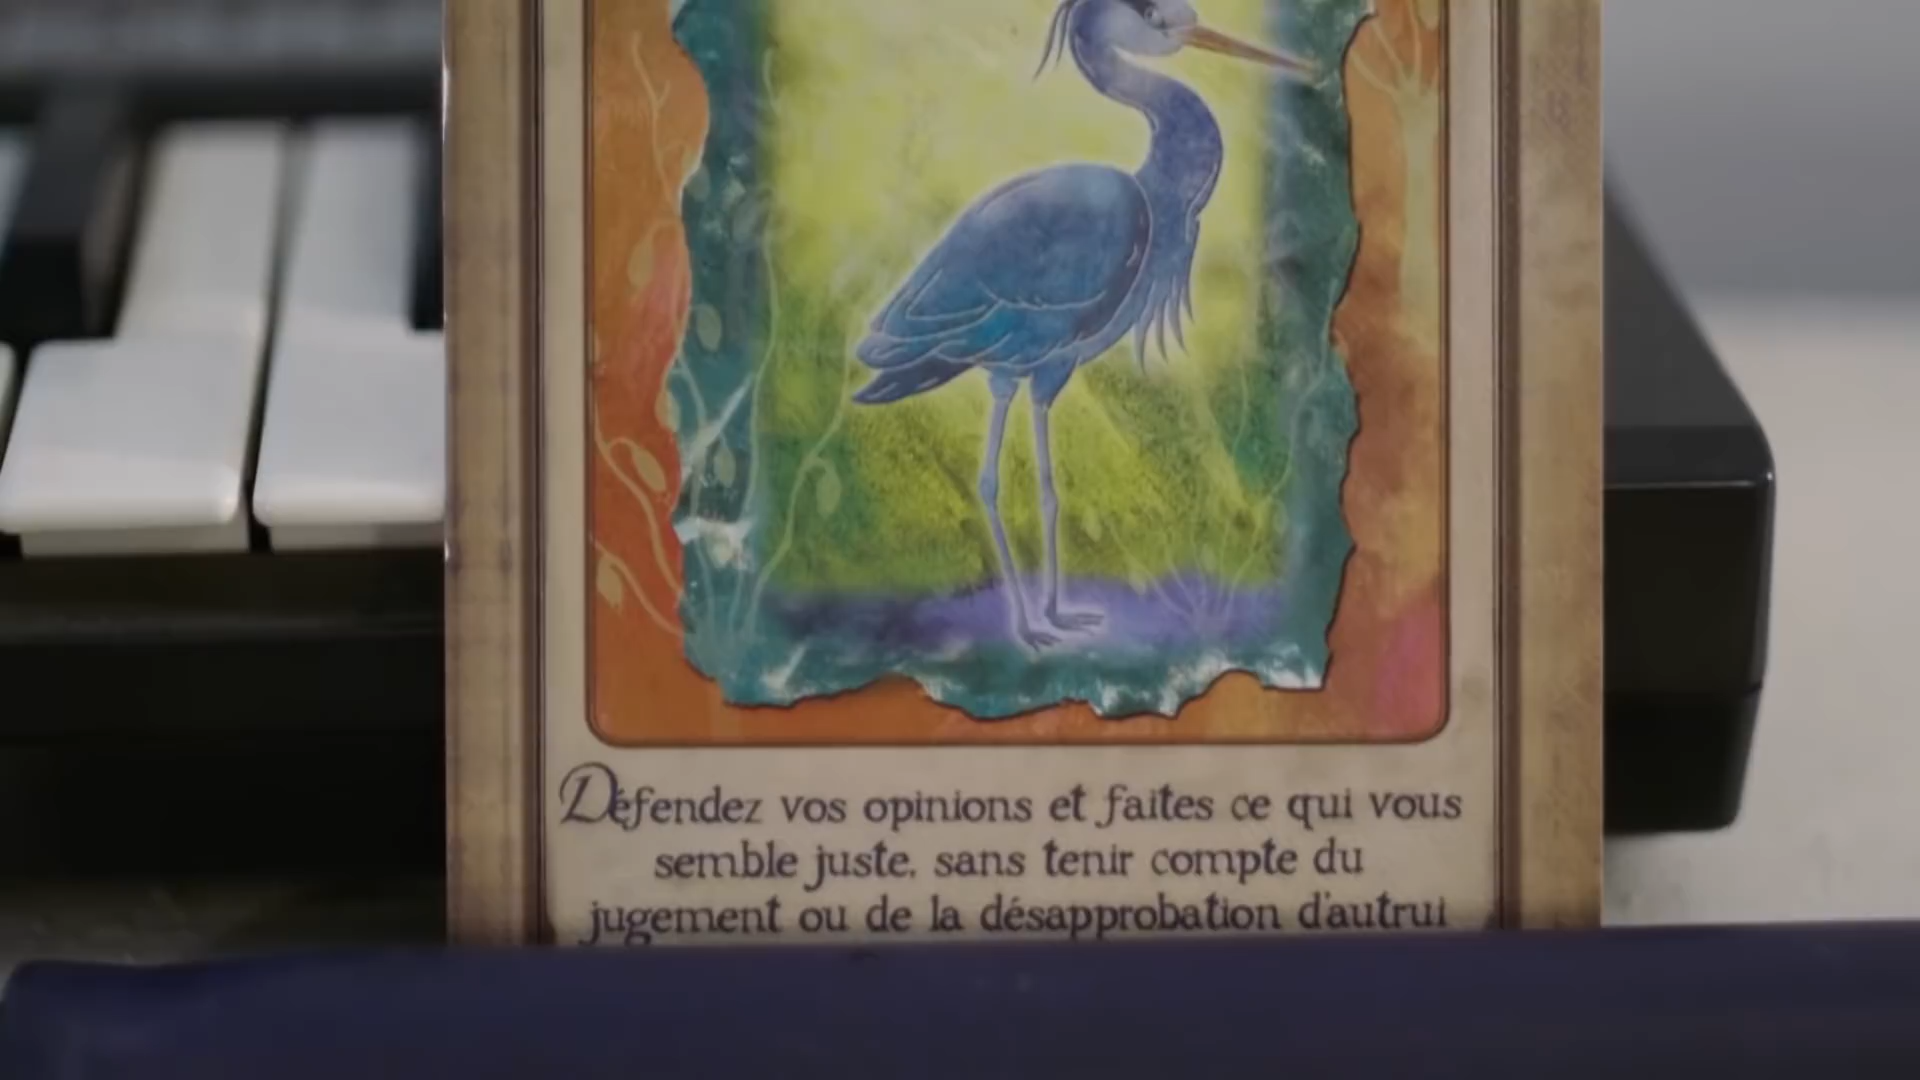 Défendez vos opinions et faites ce qui vous
semble juste, sans tenir compte du
jugement ou de la désapprobation d'autrui